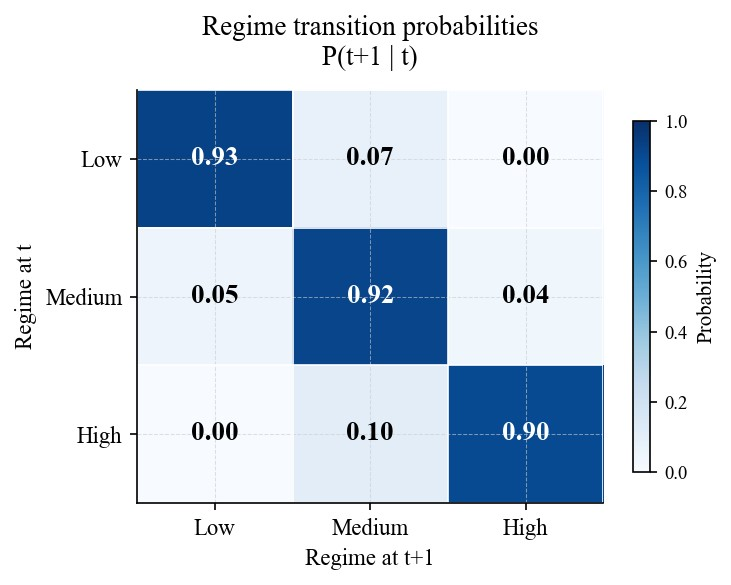 Regime transition probabilities
P(t+1 | t)
Low 0.93 0.07 0.00
Medium 0.05 0.92 0.04
High 0.00 0.10 0.90
Low Medium High
Regime at t+1
Regime at t
1.0
0.8
0.6
0.4
0.2
0.0
Probability